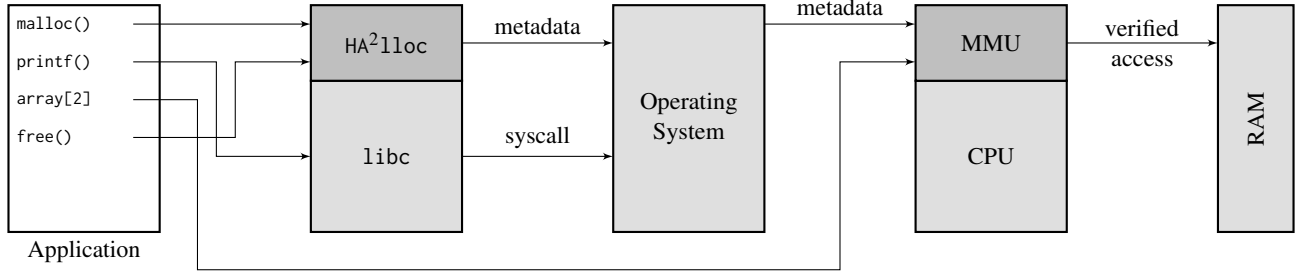 malloc()
printf()
array[2]
free()
Application
HA²lloc
libc
metadata
syscall
Operating
System
metadata
MMU
CPU
verified
access
RAM